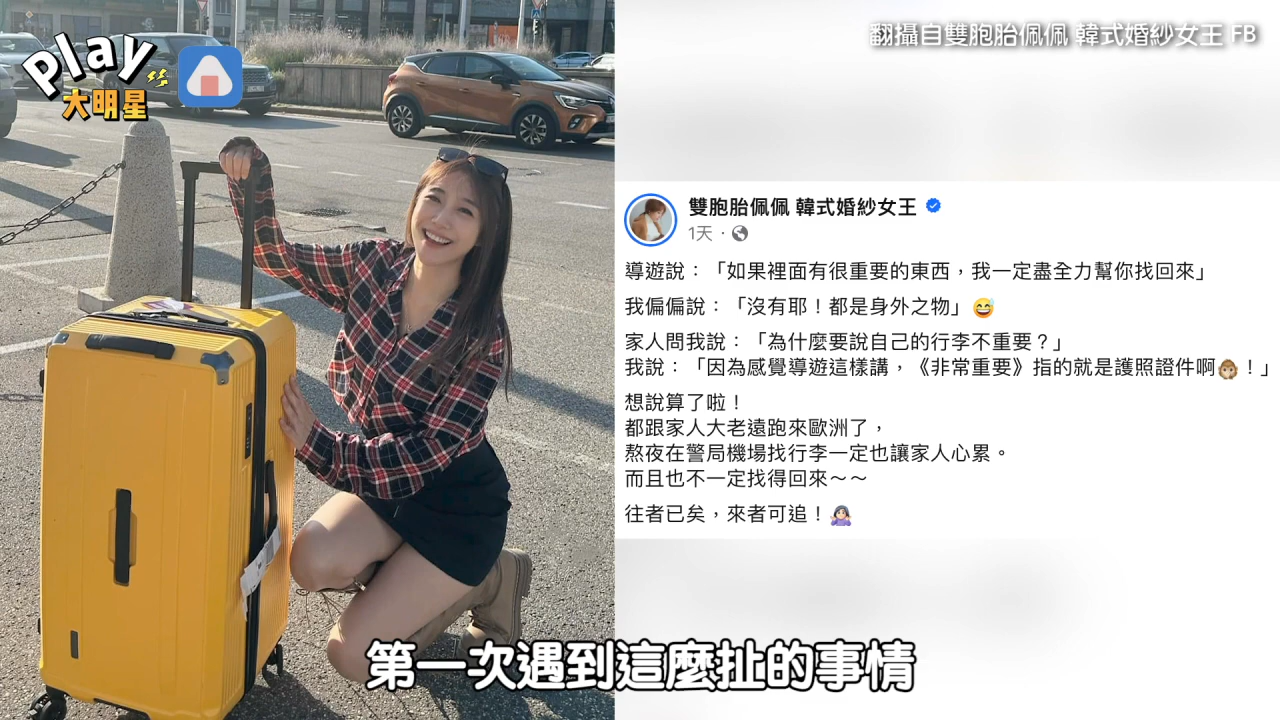 Play
大明星
翻攝自雙胞胎佩佩 韓式婚紗女王 FB
雙胞胎佩佩 韓式婚紗女王
1天
導遊說：「如果裡面有很重要的東西，我一定盡全力幫你找回來」
我偏偏說：「沒有耶！都是身外之物」😅
家人問我說：「為什麼要說自己的行李不重要？」
我說：「因為感覺導遊這樣講，《非常重要》指的就是護照證件啊🙊！」
想說算了啦！
都跟家人大老遠跑來歐洲了，
熬夜在警局機場找行李一定也讓家人心累。
而且也不一定找得回來～～
往者已矣，來者可追！🤷🏻‍♀️
第一次遇到這麼扯的事情